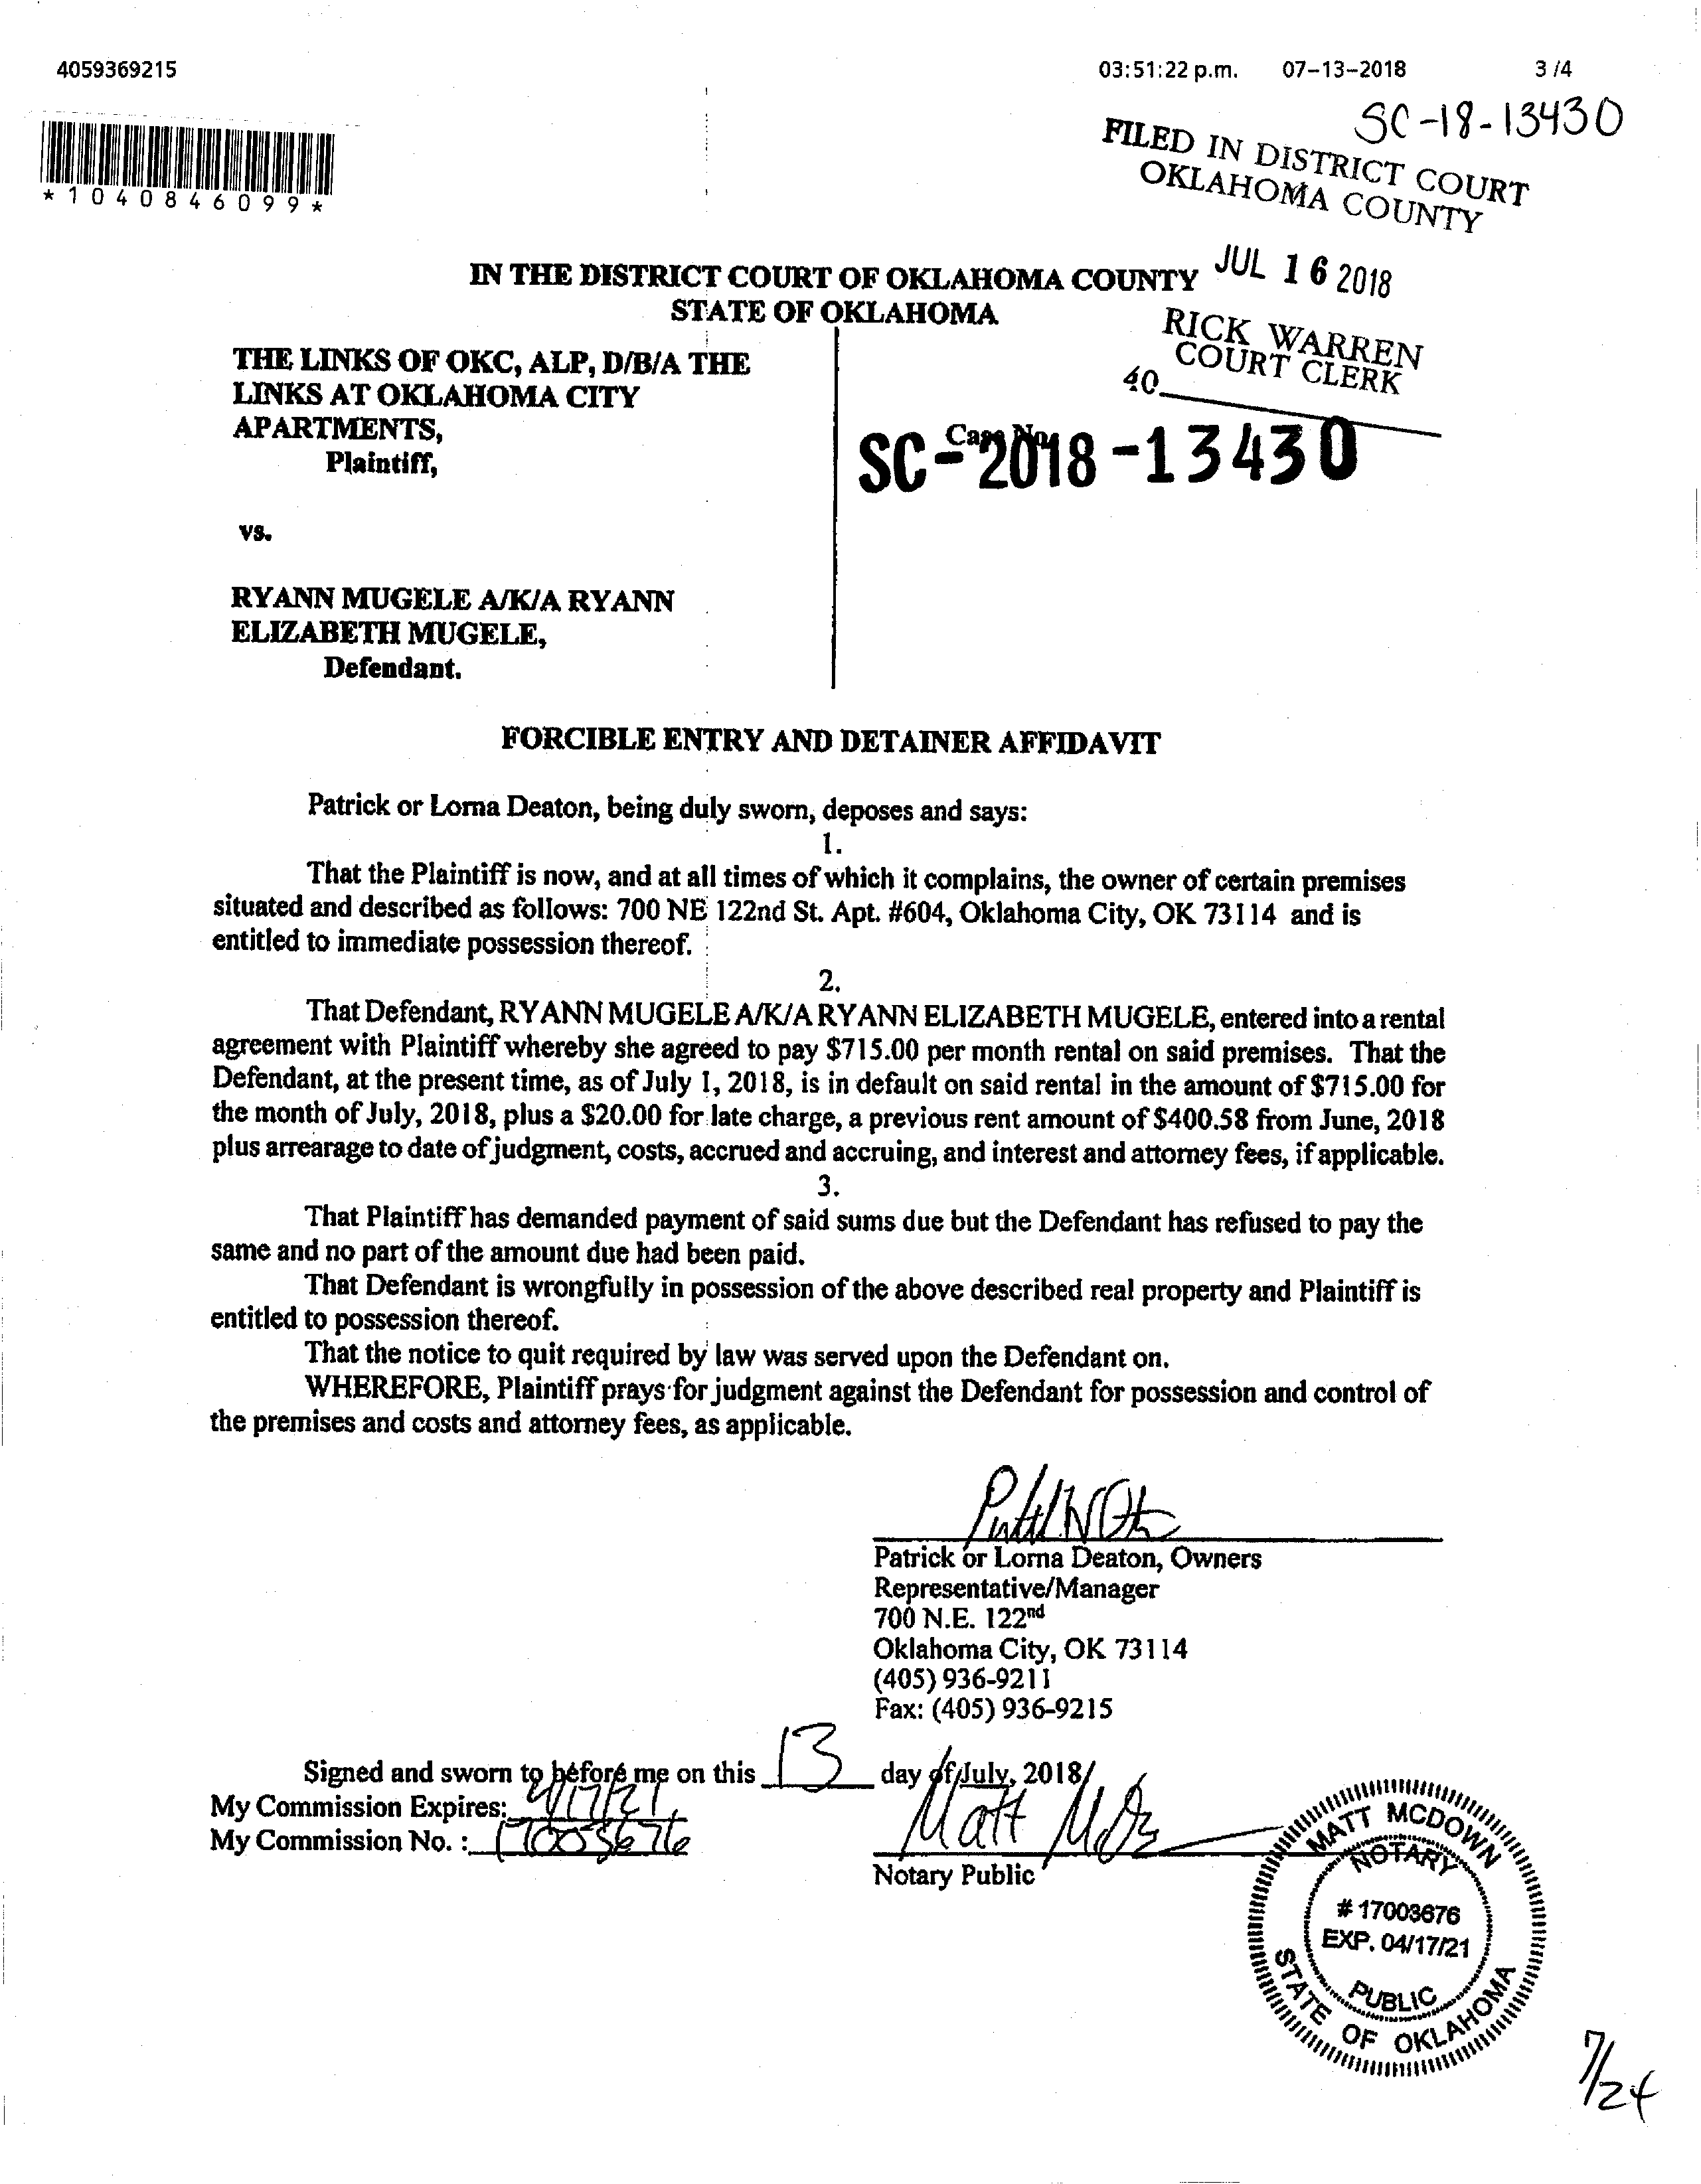 4059369215 03:51:22 p.m. 07-13-2018 3 /4
SC-18-13430
FILED IN DISTRICT COURT
OKLAHOMA COUNTY
* 1 0 4 0 8 4 6 0 9 9 *
JUL 16 2018
IN THE DISTRICT COURT OF OKLAHOMA COUNTY
STATE OF OKLAHOMA
RICK WARREN
COURT CLERK
40
THE LINKS OF OKC, ALP, D/B/A THE
LINKS AT OKLAHOMA CITY
APARTMENTS,
Plaintiff,
Case No.
SC-2018-13430
vs.
RYANN MUGELE A/K/A RYANN
ELIZABETH MUGELE,
Defendant.
FORCIBLE ENTRY AND DETAINER AFFIDAVIT
Patrick or Lorna Deaton, being duly sworn, deposes and says:
1.
That the Plaintiff is now, and at all times of which it complains, the owner of certain premises
situated and described as follows: 700 NE 122nd St. Apt. #604, Oklahoma City, OK 73114 and is
entitled to immediate possession thereof.
2.
That Defendant, RYANN MUGELE A/K/A RYANN ELIZABETH MUGELE, entered into a rental
agreement with Plaintiff whereby she agreed to pay $715.00 per month rental on said premises. That the
Defendant, at the present time, as of July 1, 2018, is in default on said rental in the amount of $715.00 for
the month of July, 2018, plus a $20.00 for late charge, a previous rent amount of $400.58 from June, 2018
plus arrearage to date of judgment, costs, accrued and accruing, and interest and attorney fees, if applicable.
3.
That Plaintiff has demanded payment of said sums due but the Defendant has refused to pay the
same and no part of the amount due had been paid.
That Defendant is wrongfully in possession of the above described real property and Plaintiff is
entitled to possession thereof.
That the notice to quit required by law was served upon the Defendant on.
WHEREFORE, Plaintiff prays for judgment against the Defendant for possession and control of
the premises and costs and attorney fees, as applicable.
Patrick or Lorna Deaton, Owners
Representative/Manager
700 N.E. 122nd
Oklahoma City, OK 73114
(405) 936-9211
Fax: (405) 936-9215
Signed and sworn to before me on this 13 day of July, 2018
My Commission Expires: 4/17/21
My Commission No. : 17003676
Matt
Notary Public
MATT MCDOWN
NOTARY
# 17003676
EXP. 04/17/21
PUBLIC
STATE OF OKLAHOMA
7/24